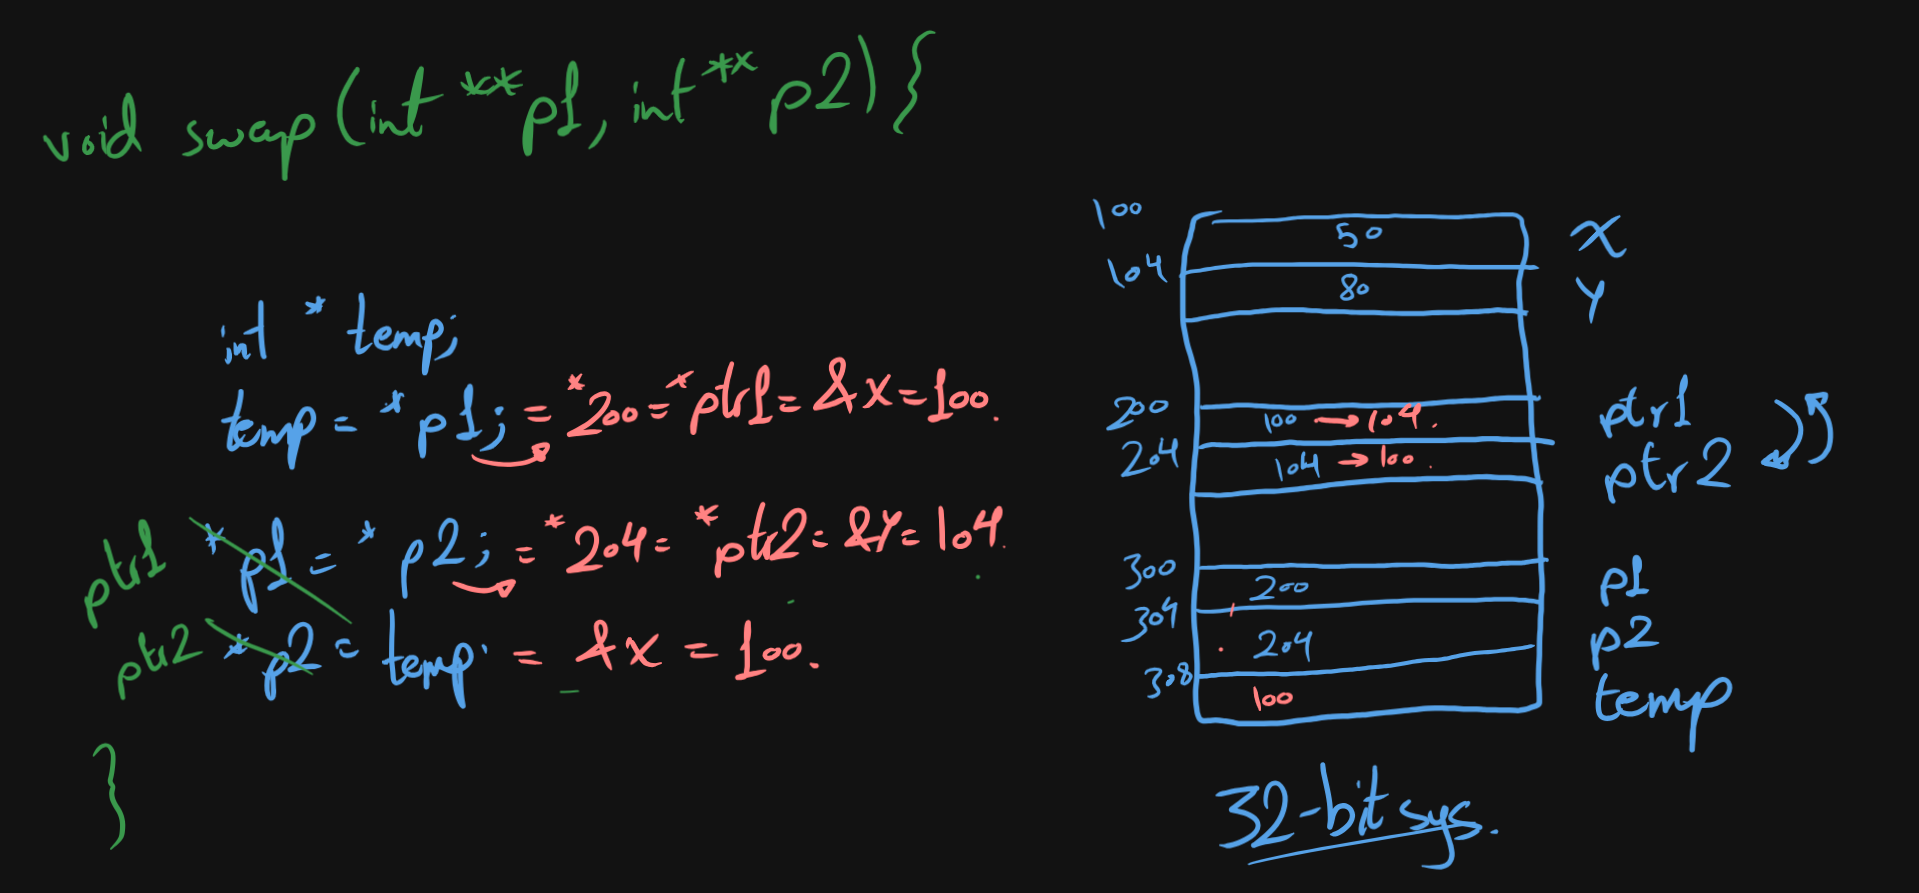 void swap (int **p1, int ** p2) {
int * temp;
temp = *p1; = *200 = *ptr1 = &X = 100.
ptr1 *p1 = * p2; = *204 = *ptr2 = &Y = 104
ptr2 *p2 = temp = &X = 100.
}
100 50 X
104 80 Y
200 100 → 104. ptr1
204 104 → 100. ptr2
300 200 p1
304 204 p2
308 100 temp
32-bit sys.